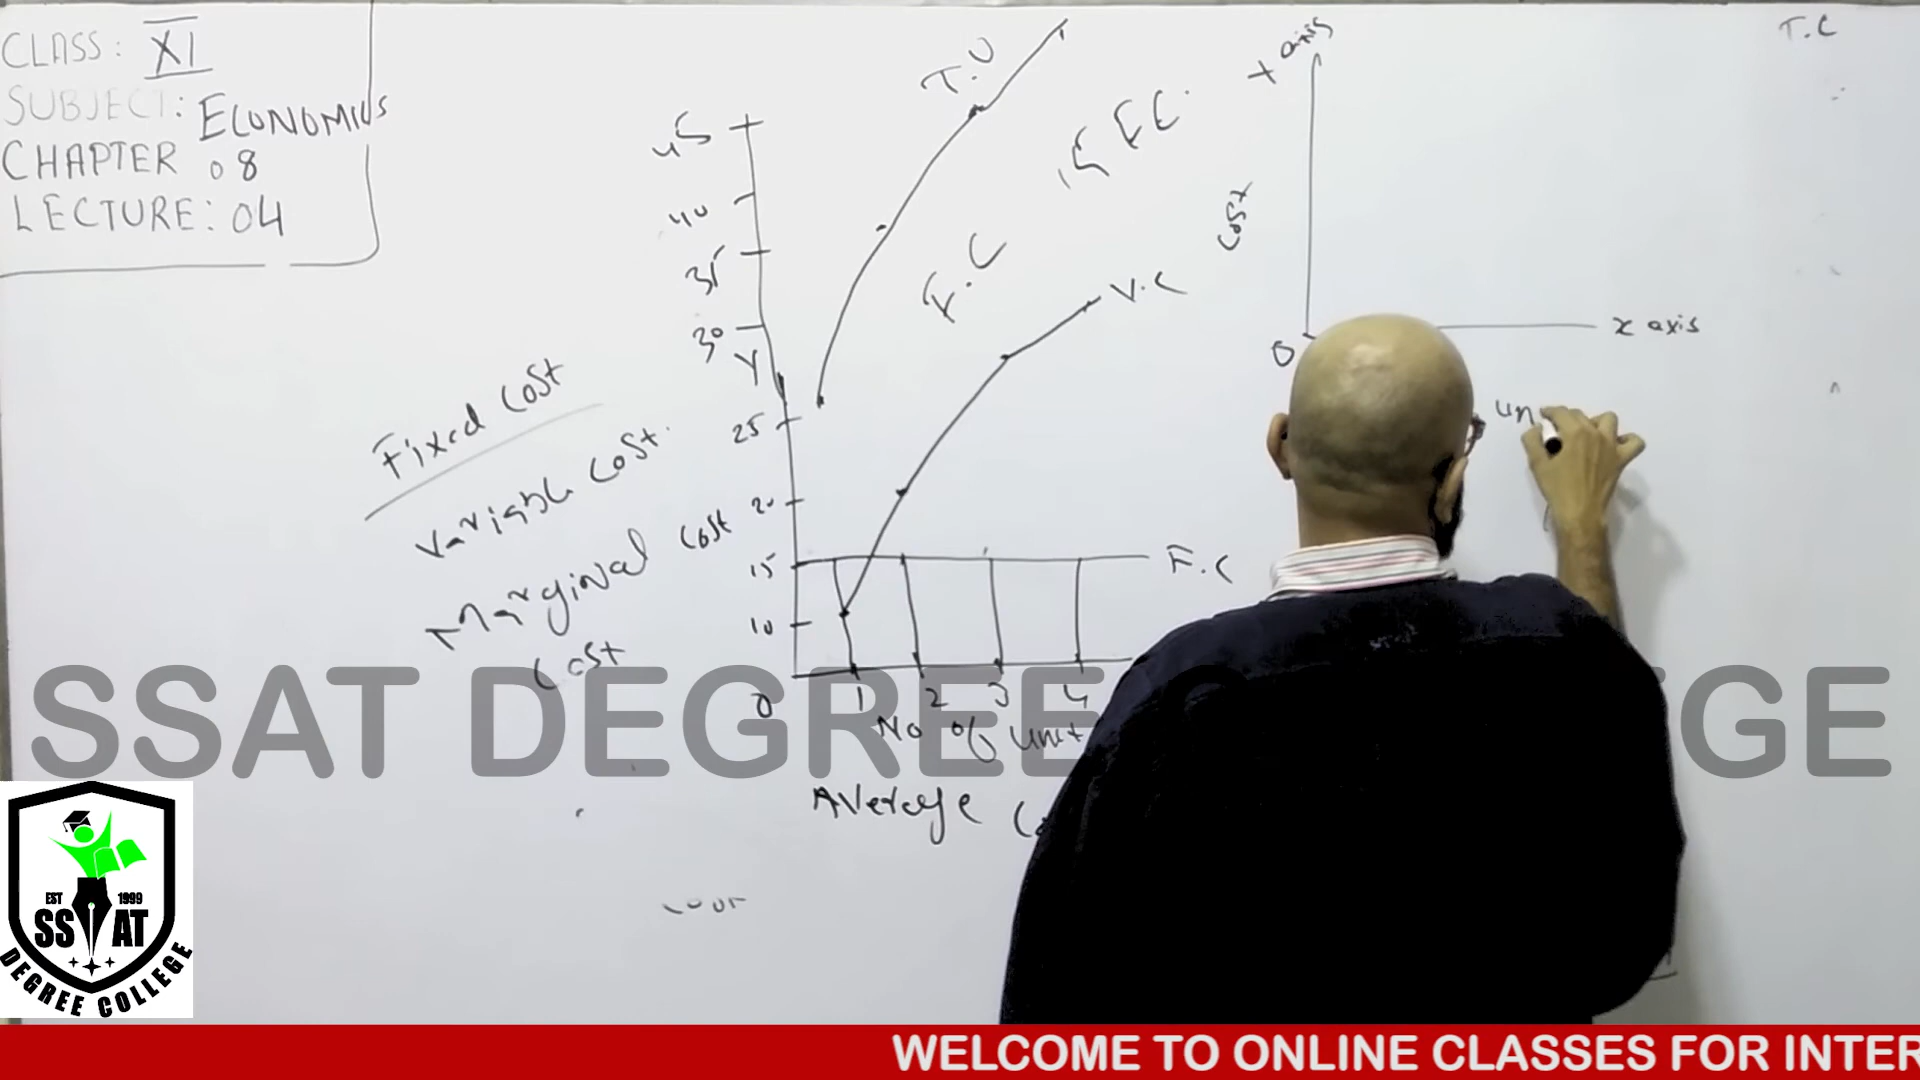 CLASS: XI
SUBJECT: ECONOMICS
CHAPTER 08
LECTURE: 04
Fixed Cost
Variable Cost.
Marginal Cost
Cost
45
40
35
30
Y
25
20
15
10
0
1 2 3 4
No of unit
Average
T.U
F.C
V.C
F.C
Cost
X axis
0
x axis
un
T.C
SSAT DEGREE GE
EST 1999
SSAT
DEGREE COLLEGE
WELCOME TO ONLINE CLASSES FOR INTER